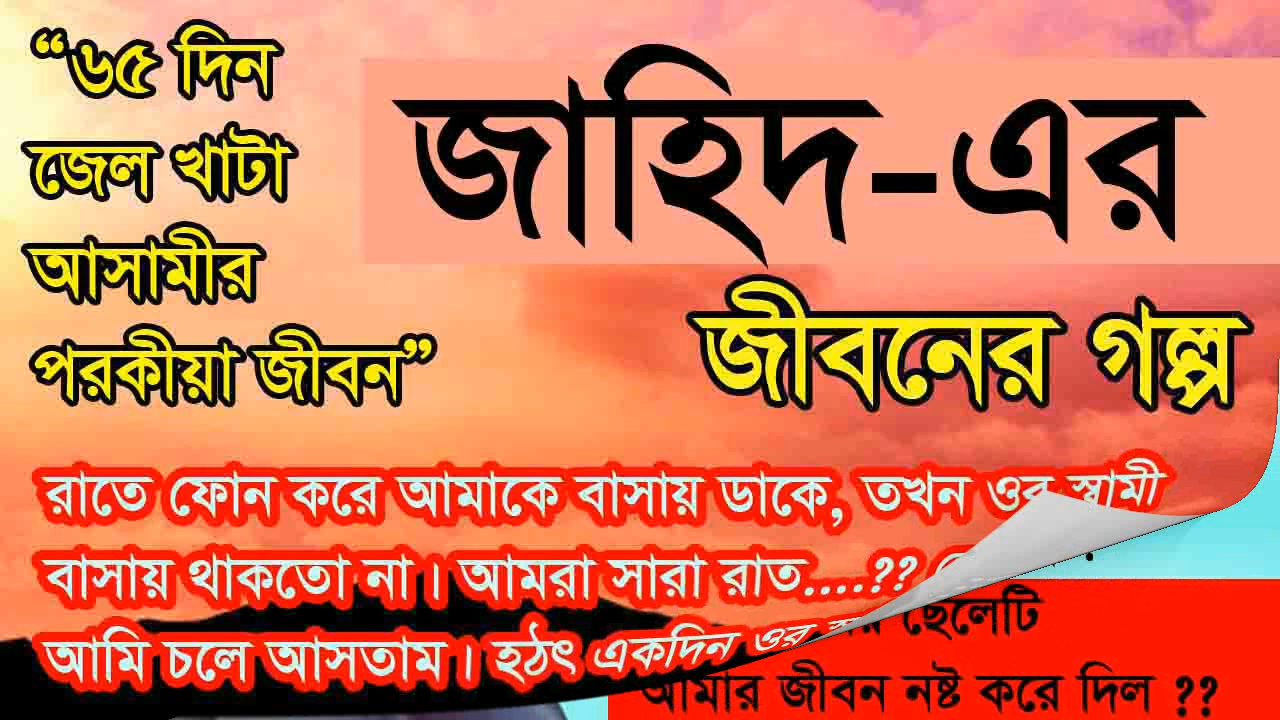 “৬৫ দিন
জেল খাটা
আসামীর
পরকীয়া জীবন”
জাহিদ-এর
জীবনের গল্প
রাতে ফোন করে আমাকে বাসায় ডাকে, তখন ওর স্বামী
বাসায় থাকতো না। আমরা সারা রাত....??
আমি চলে আসতাম। হঠাৎ একদিন ওর
ছেলেটি
আমার জীবন নষ্ট করে দিল ??